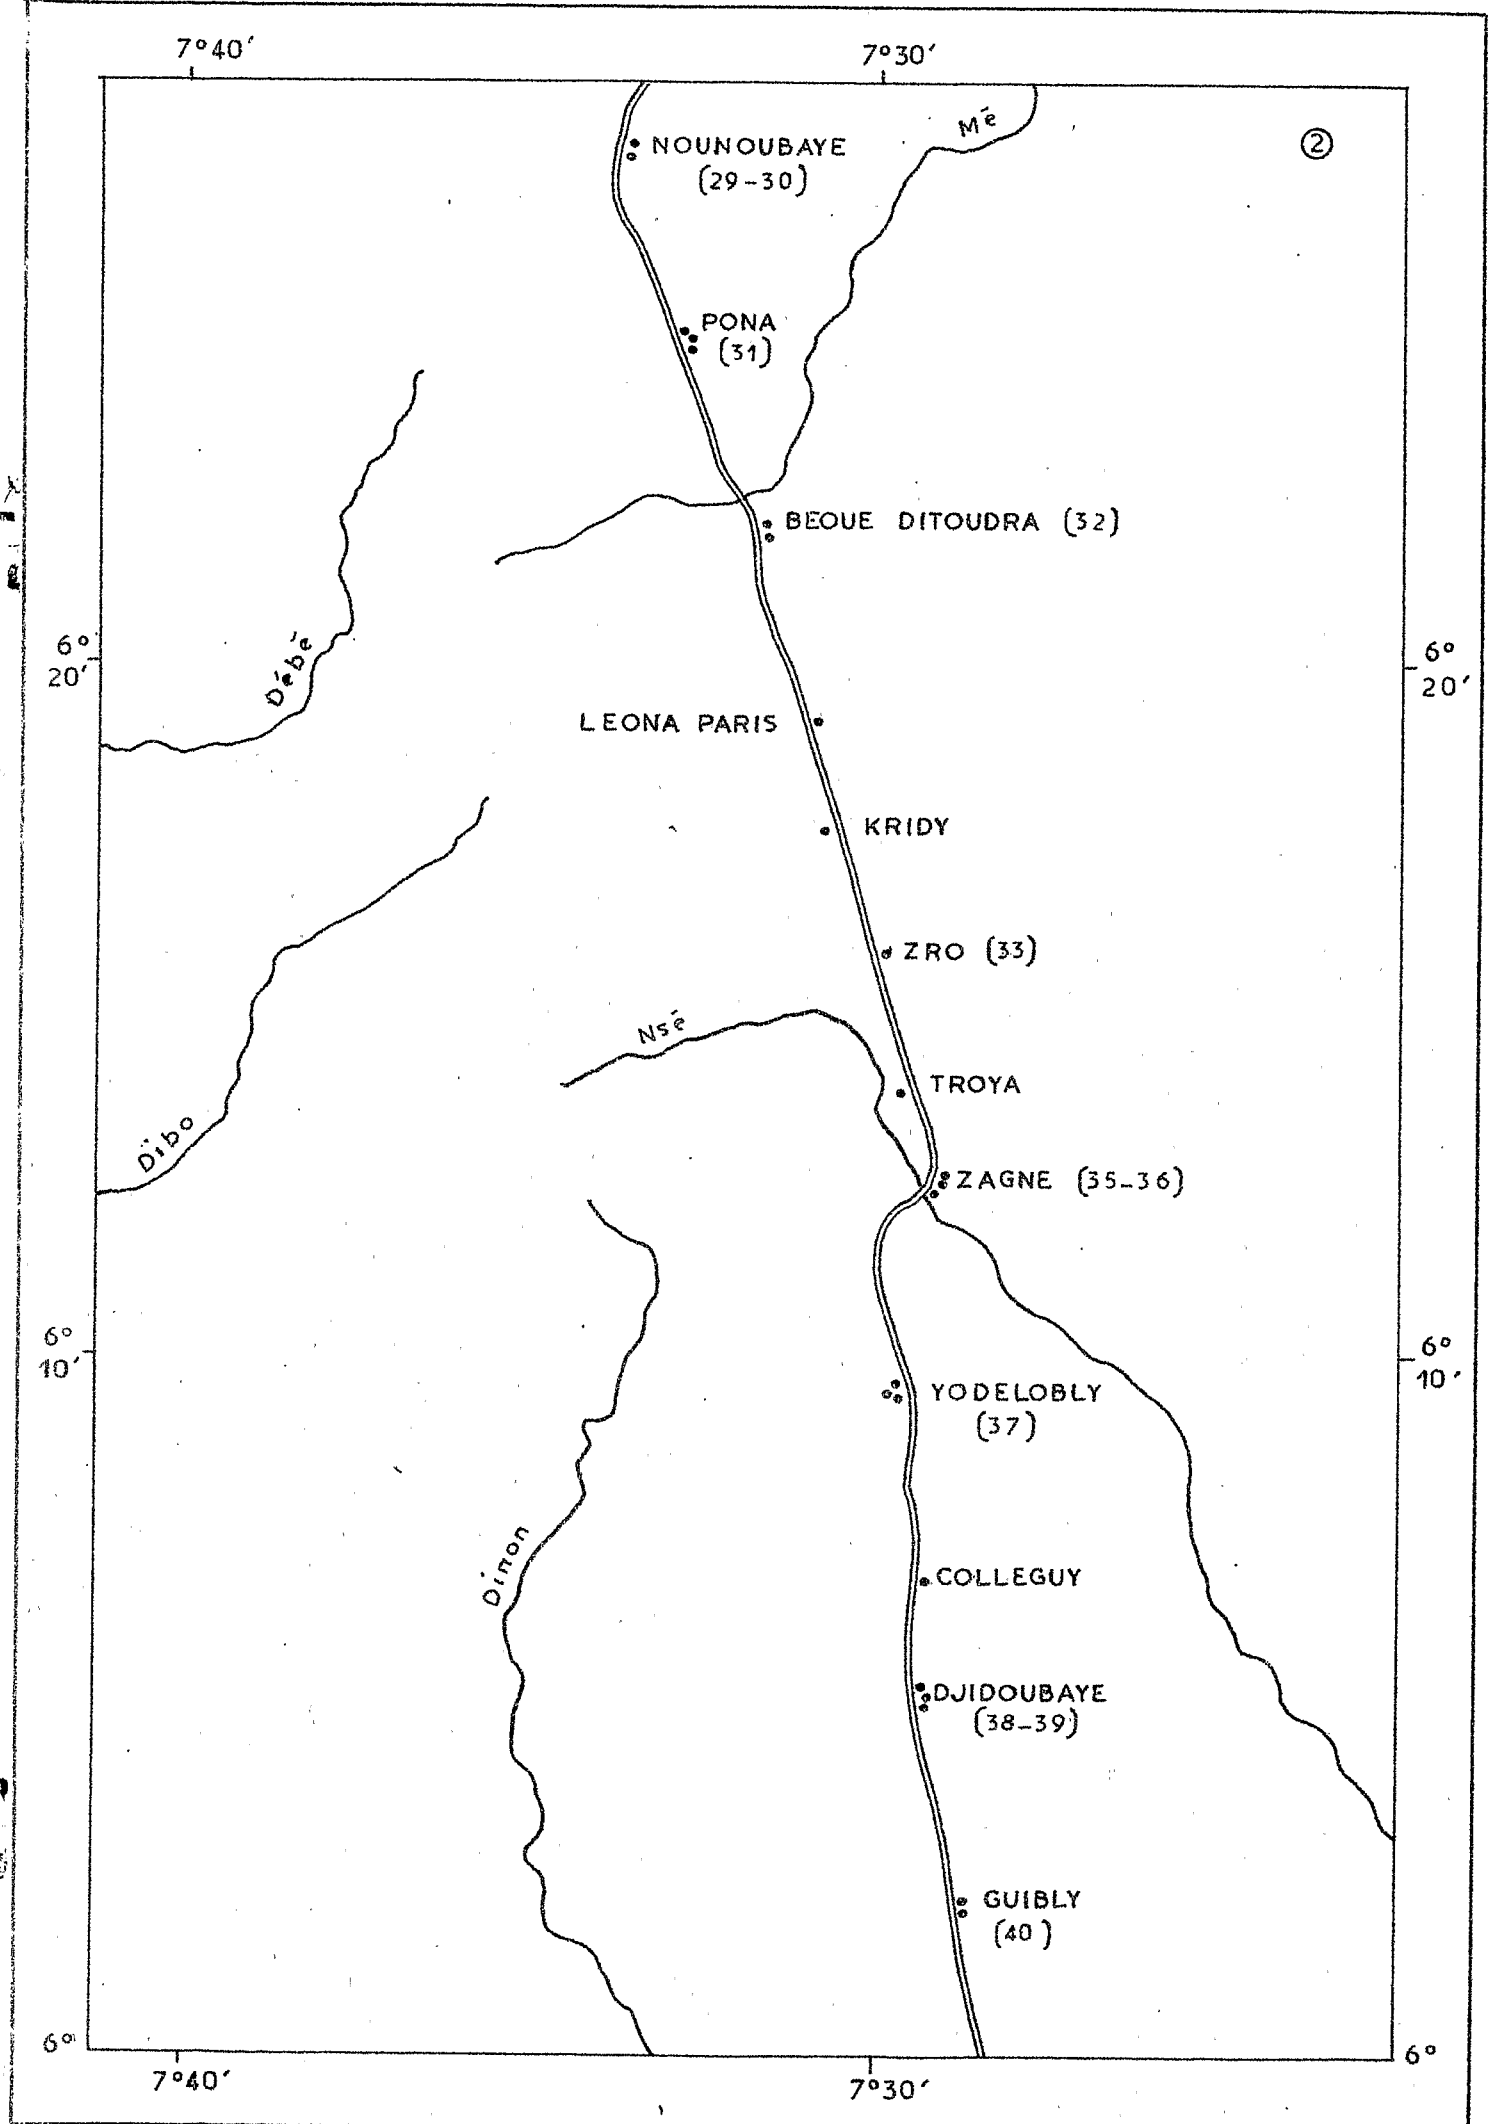 7°40′ 7°30′
Mé
②
NOUNOUBAYE
(29-30)
PONA
(31)
BEOUE DITOUDRA (32)
Débé
6° 6°
20′ 20′
LEONA PARIS
KRIDY
ZRO (33)
Nsé
TROYA
Dibo
ZAGNE (35-36)
6° 6°
10′ 10′
YODELOBLY
(37)
Dinon
COLLEGUY
DJIDOUBAYE
(38-39)
GUIBLY
(40)
6° 6°
7°40′ 7°30′